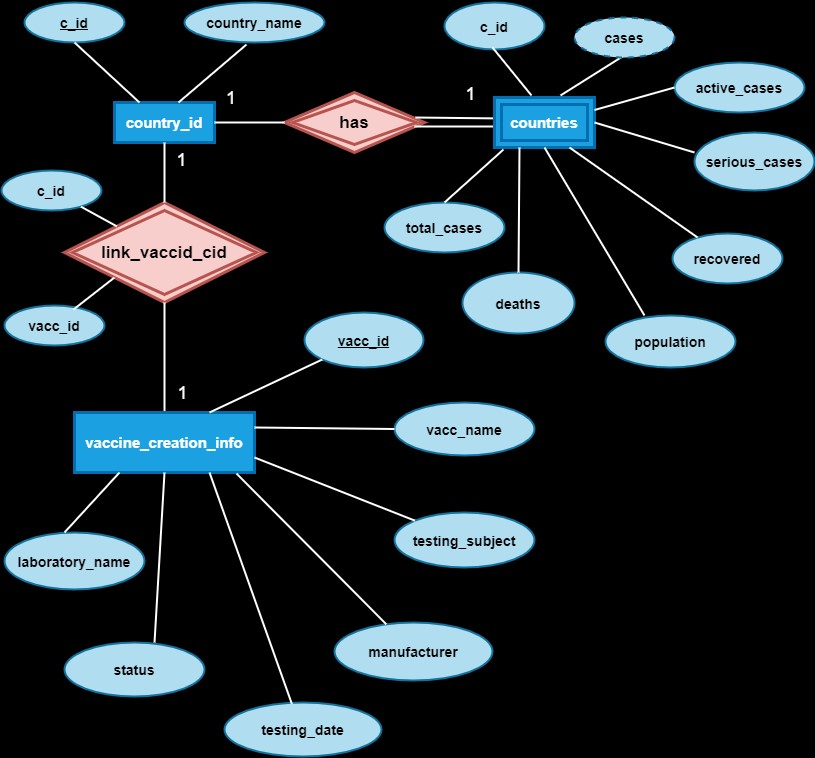 c_id
country_name
c_id
cases
active_cases
country_id
1
has
1
countries
serious_cases
1
c_id
total_cases
link_vaccid_cid
recovered
vacc_id
deaths
population
vacc_id
1
vaccine_creation_info
vacc_name
testing_subject
laboratory_name
manufacturer
status
testing_date